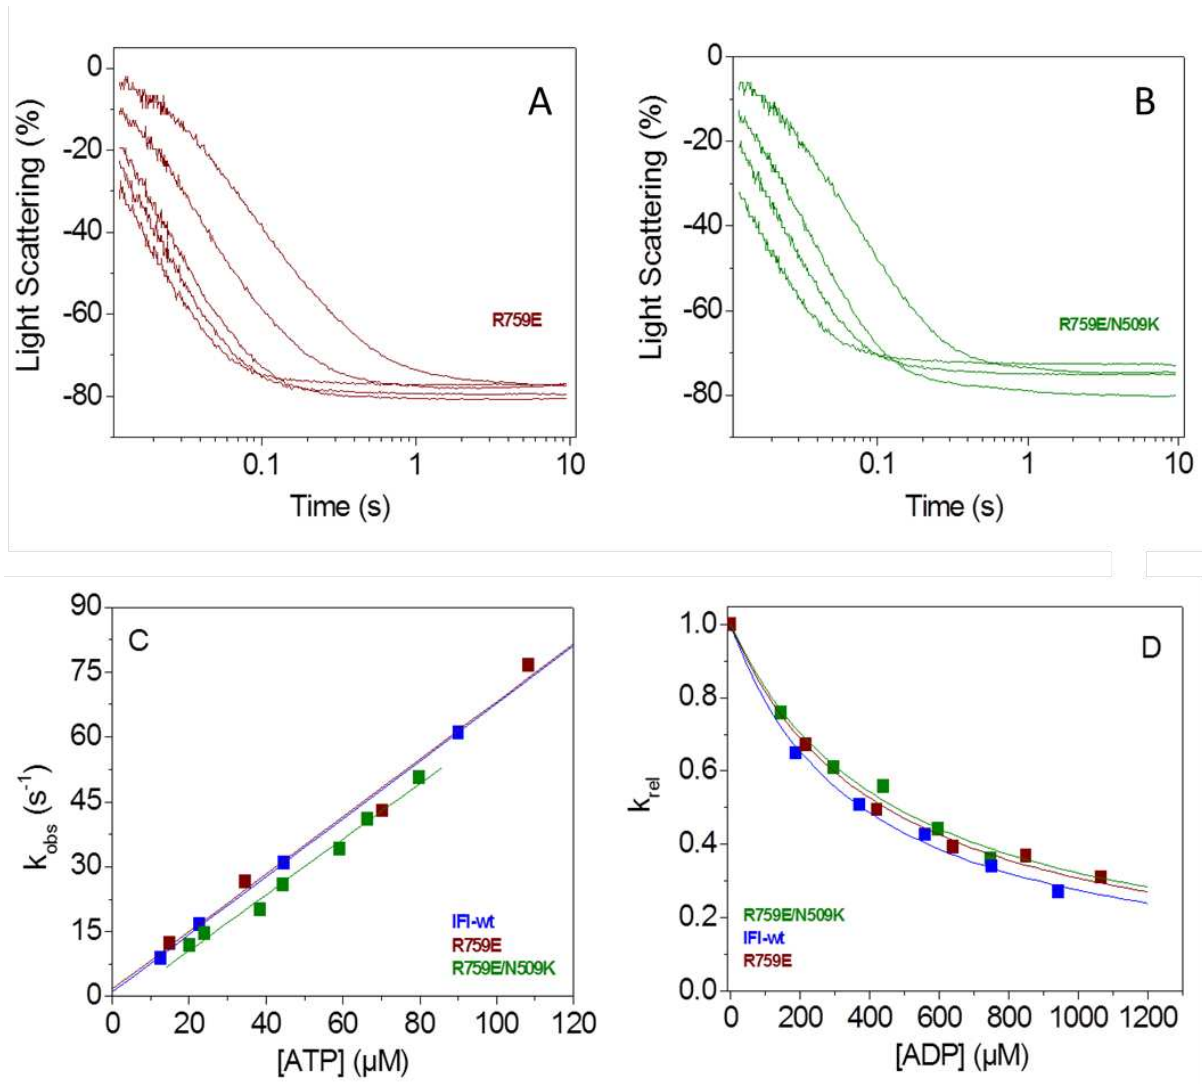 A
Light Scattering (%)
0
-20
-40
-60
-80
R759E
0.1 1 10
Time (s)
B
Light Scattering (%)
0
-20
-40
-60
-80
R759E/N509K
0.1 1 10
Time (s)
C
k_obs (s⁻¹)
90
75
60
45
30
15
0
IFI-wt
R759E
R759E/N509K
0 20 40 60 80 100 120
[ATP] (µM)
D
k_rel
1.0
0.8
0.6
0.4
0.2
0.0
R759E/N509K
IFI-wt
R759E
0 200 400 600 800 1000 1200
[ADP] (µM)